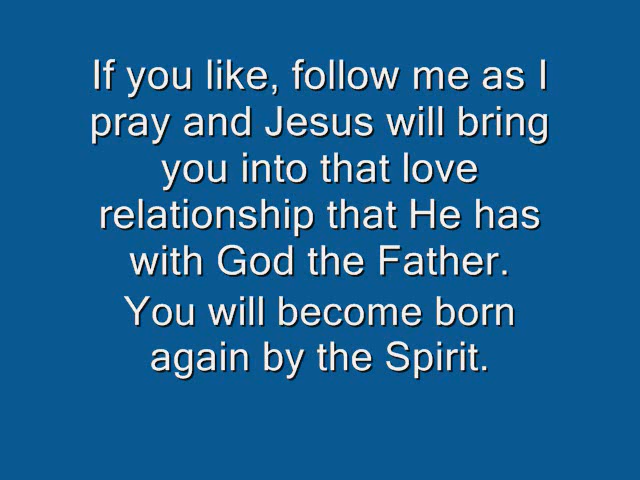 If you like, follow me as I
pray and Jesus will bring
you into that love
relationship that He has
with God the Father.
You will become born
again by the Spirit.